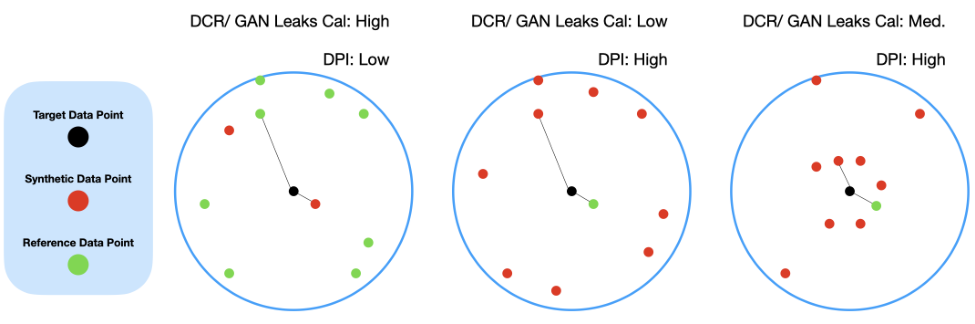 DCR/ GAN Leaks Cal: High
DPI: Low
DCR/ GAN Leaks Cal: Low
DPI: High
DCR/ GAN Leaks Cal: Med.
DPI: High
Target Data Point
Synthetic Data Point
Reference Data Point